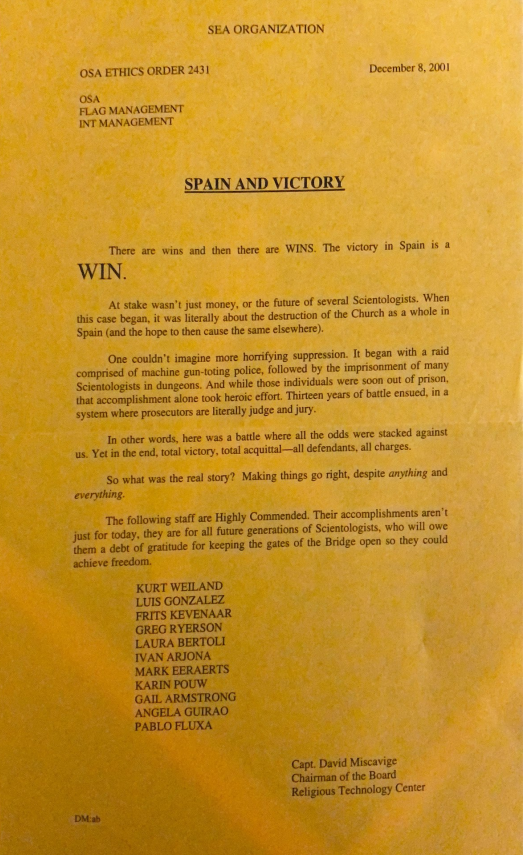 SEA ORGANIZATION
OSA ETHICS ORDER 2431 December 8, 2001
OSA
FLAG MANAGEMENT
INT MANAGEMENT
SPAIN AND VICTORY
There are wins and then there are WINS. The victory in Spain is a
WIN.
At stake wasn't just money, or the future of several Scientologists. When
this case began, it was literally about the destruction of the Church as a whole in
Spain (and the hope to then cause the same elsewhere).
One couldn't imagine more horrifying suppression. It began with a raid
comprised of machine gun-toting police, followed by the imprisonment of many
Scientologists in dungeons. And while those individuals were soon out of prison,
that accomplishment alone took heroic effort. Thirteen years of battle ensued, in a
system where prosecutors are literally judge and jury.
In other words, here was a battle where all the odds were stacked against
us. Yet in the end, total victory, total acquittal—all defendants, all charges.
So what was the real story? Making things go right, despite anything and
everything.
The following staff are Highly Commended. Their accomplishments aren't
just for today, they are for all future generations of Scientologists, who will owe
them a debt of gratitude for keeping the gates of the Bridge open so they could
achieve freedom.
KURT WEILAND
LUIS GONZALEZ
FRITS KEVENAAR
GREG RYERSON
LAURA BERTOLI
IVAN ARJONA
MARK EERAERTS
KARIN POUW
GAIL ARMSTRONG
ANGELA GUIRAO
PABLO FLUXA
Capt. David Miscavige
Chairman of the Board
Religious Technology Center
DM:ab